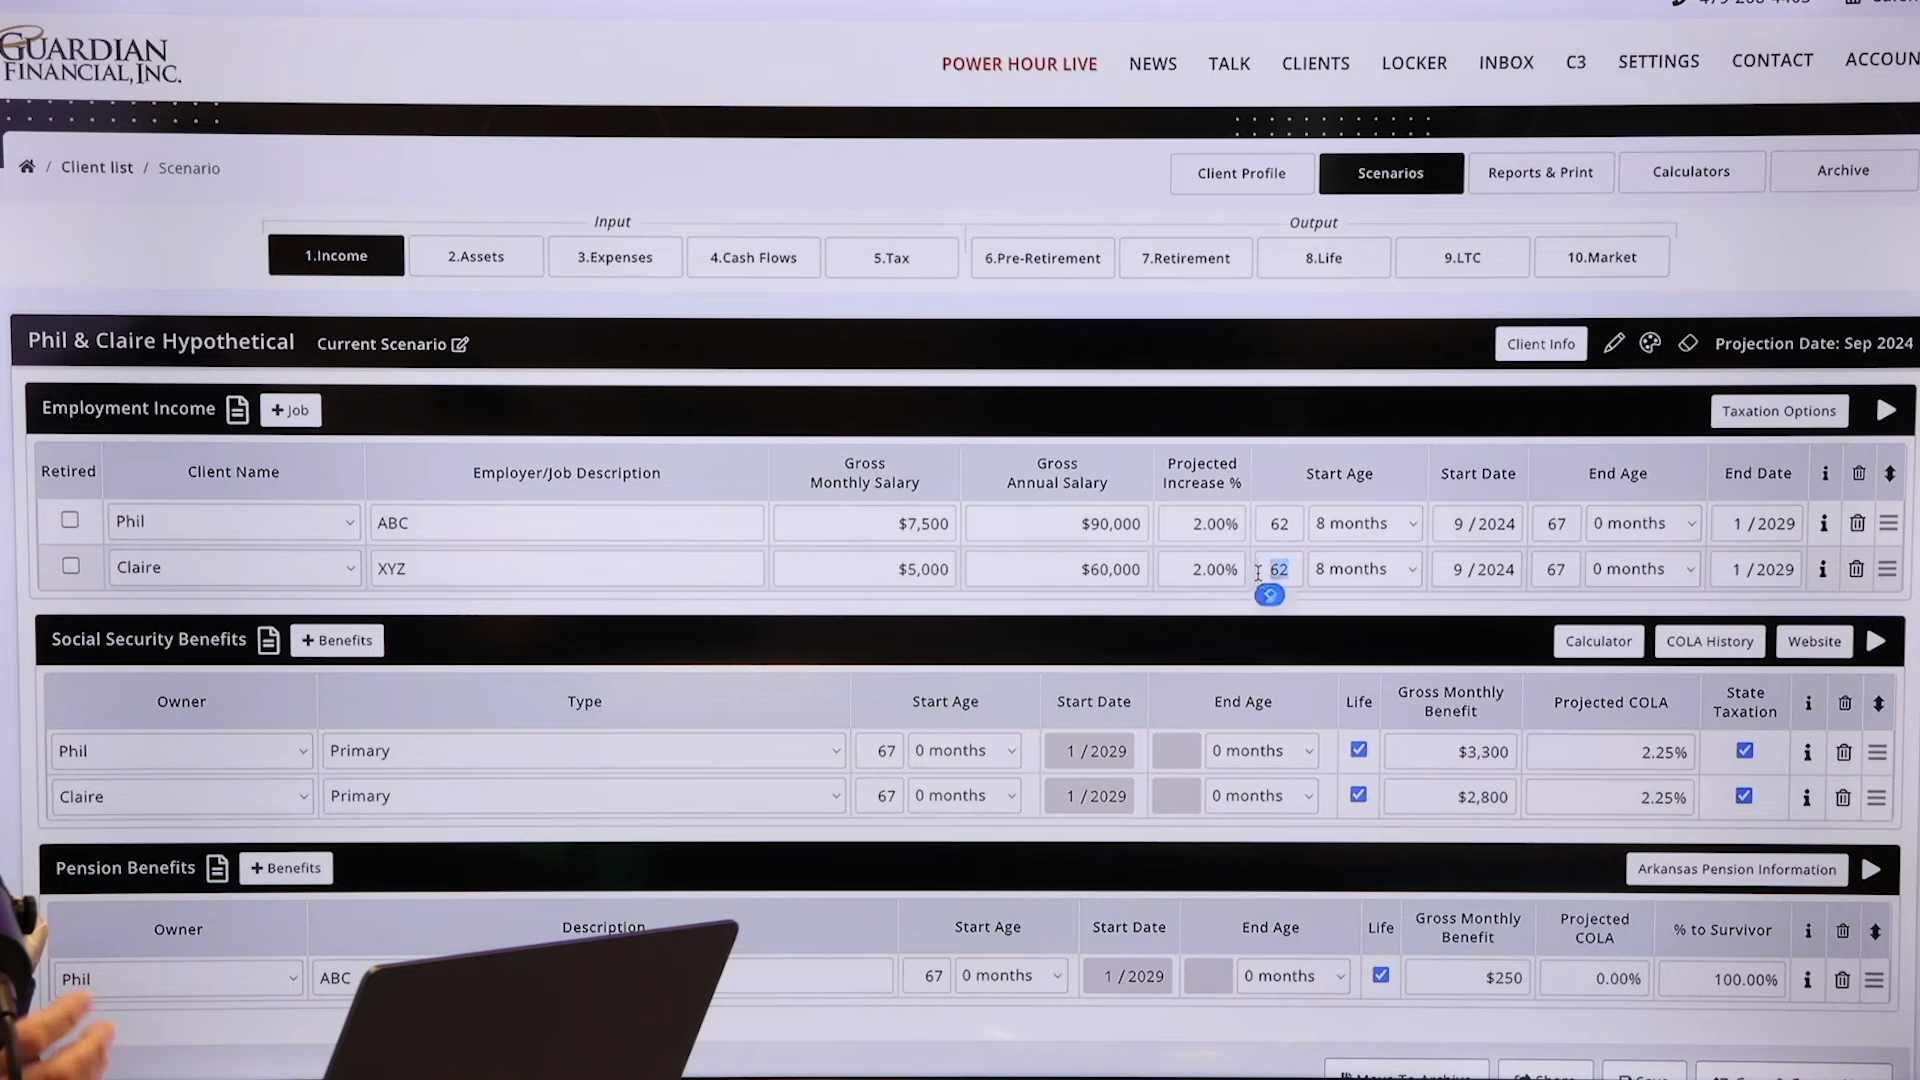 GUARDIAN
FINANCIAL, INC.
POWER HOUR LIVE NEWS TALK CLIENTS LOCKER INBOX C3 SETTINGS CONTACT ACCOUN
/ Client list / Scenario
Client Profile Scenarios Reports & Print Calculators Archive
Input Output
1.Income 2.Assets 3.Expenses 4.Cash Flows 5.Tax 6.Pre-Retirement 7.Retirement 8.Life 9.LTC 10.Market
Phil & Claire Hypothetical Current Scenario Client Info Projection Date: Sep 2024
Employment Income + Job Taxation Options
Retired Client Name Employer/Job Description Gross Monthly Salary Gross Annual Salary Projected Increase % Start Age Start Date End Age End Date i
Phil ABC $7,500 $90,000 2.00% 62 8 months 9 / 2024 67 0 months 1 / 2029 i
Claire XYZ $5,000 $60,000 2.00% 62 8 months 9 / 2024 67 0 months 1 / 2029 i
Social Security Benefits + Benefits Calculator COLA History Website
Owner Type Start Age Start Date End Age Life Gross Monthly Benefit Projected COLA State Taxation i
Phil Primary 67 0 months 1 / 2029 0 months $3,300 2.25% i
Claire Primary 67 0 months 1 / 2029 0 months $2,800 2.25% i
Pension Benefits + Benefits Arkansas Pension Information
Owner Description Start Age Start Date End Age Life Gross Monthly Benefit Projected COLA % to Survivor i
Phil ABC 67 0 months 1 / 2029 0 months $250 0.00% 100.00% i